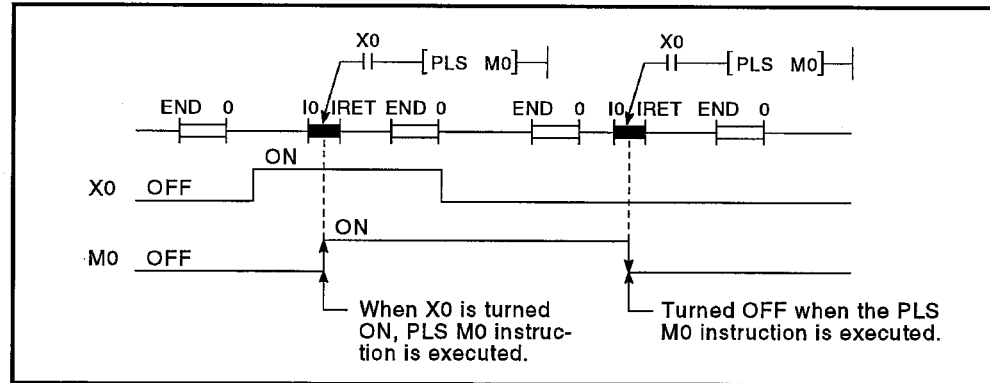 X0 X0
[PLS M0] [PLS M0]
END 0 I0 IRET END 0 END 0 I0 IRET END 0
ON
X0 OFF
ON
M0 OFF
When X0 is turned
ON, PLS M0 instruc-
tion is executed.
Turned OFF when the PLS
M0 instruction is executed.